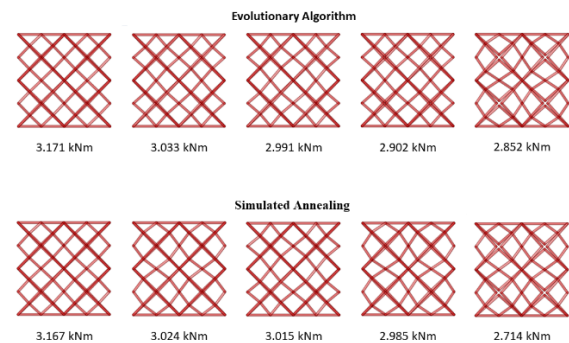 Evolutionary Algorithm
3.171 kNm 3.033 kNm 2.991 kNm 2.902 kNm 2.852 kNm
Simulated Annealing
3.167 kNm 3.024 kNm 3.015 kNm 2.985 kNm 2.714 kNm